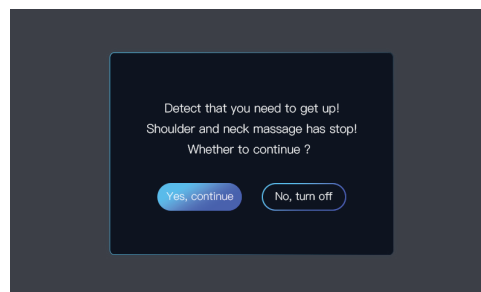 Detect that you need to get up!
Shoulder and neck massage has stop!
Whether to continue ?
Yes, continue
No, turn off